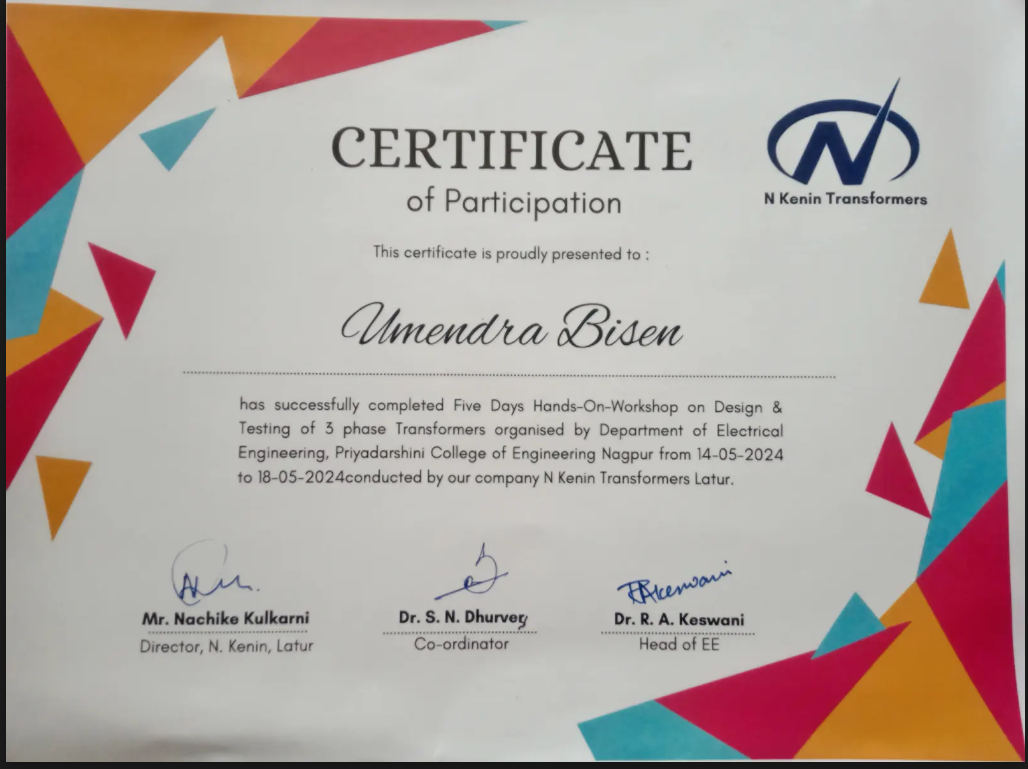 CERTIFICATE
of Participation
N Kenin Transformers
This certificate is proudly presented to :
Umendra Bisen
has successfully completed Five Days Hands-On-Workshop on Design &
Testing of 3 phase Transformers organised by Department of Electrical
Engineering, Priyadarshini College of Engineering Nagpur from 14-05-2024
to 18-05-2024conducted by our company N Kenin Transformers Latur.
RAkeswani
Mr. Nachike Kulkarni
Dr. S. N. Dhurvey
Dr. R. A. Keswani
Director, N. Kenin, Latur
Co-ordinator
Head of EE